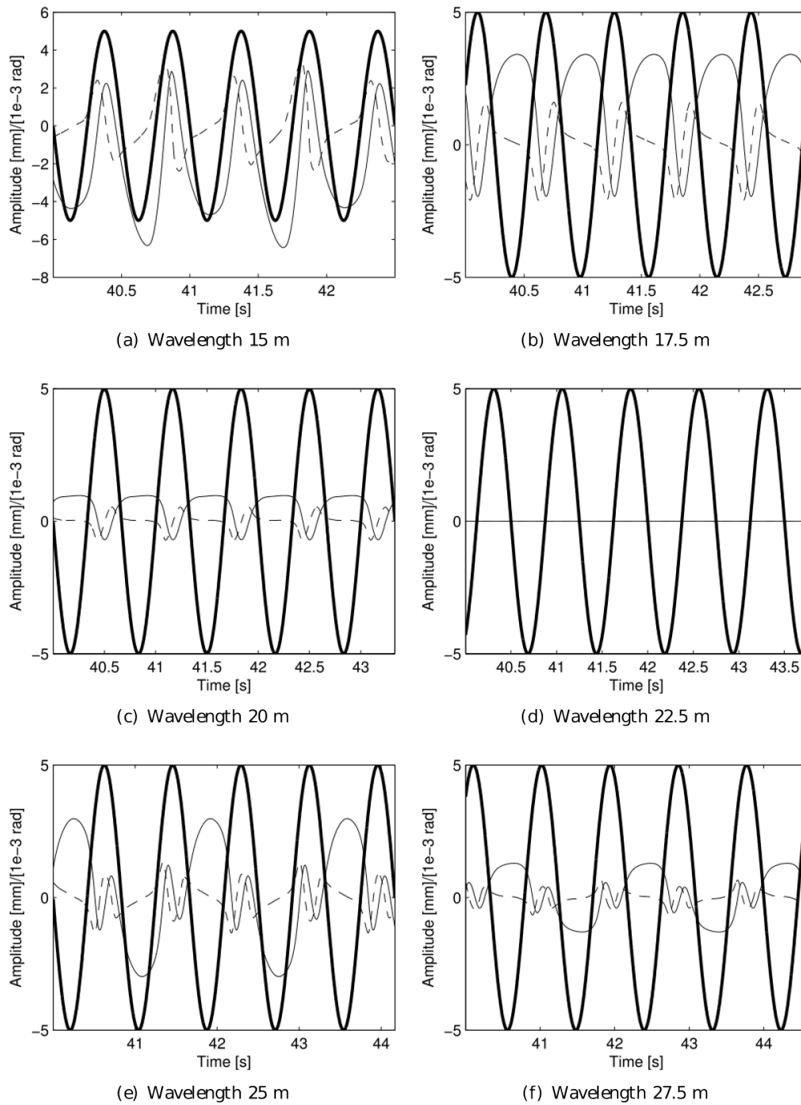 6
4
2
0
−2
−4
−6
−8
Amplitude [mm]/[1e−3 rad]
40.5
41
41.5
42
Time [s]
(a) Wavelength 15 m
5
0
−5
Amplitude [mm]/[1e−3 rad]
40.5
41
41.5
42
42.5
Time [s]
(b) Wavelength 17.5 m
5
0
−5
Amplitude [mm]/[1e−3 rad]
40.5
41
41.5
42
42.5
43
Time [s]
(c) Wavelength 20 m
5
0
−5
Amplitude [mm]/[1e−3 rad]
40.5
41
41.5
42
42.5
43
43.5
Time [s]
(d) Wavelength 22.5 m
5
0
−5
Amplitude [mm]/[1e−3 rad]
41
42
43
44
Time [s]
(e) Wavelength 25 m
5
0
−5
Amplitude [mm]/[1e−3 rad]
41
42
43
44
Time [s]
(f) Wavelength 27.5 m